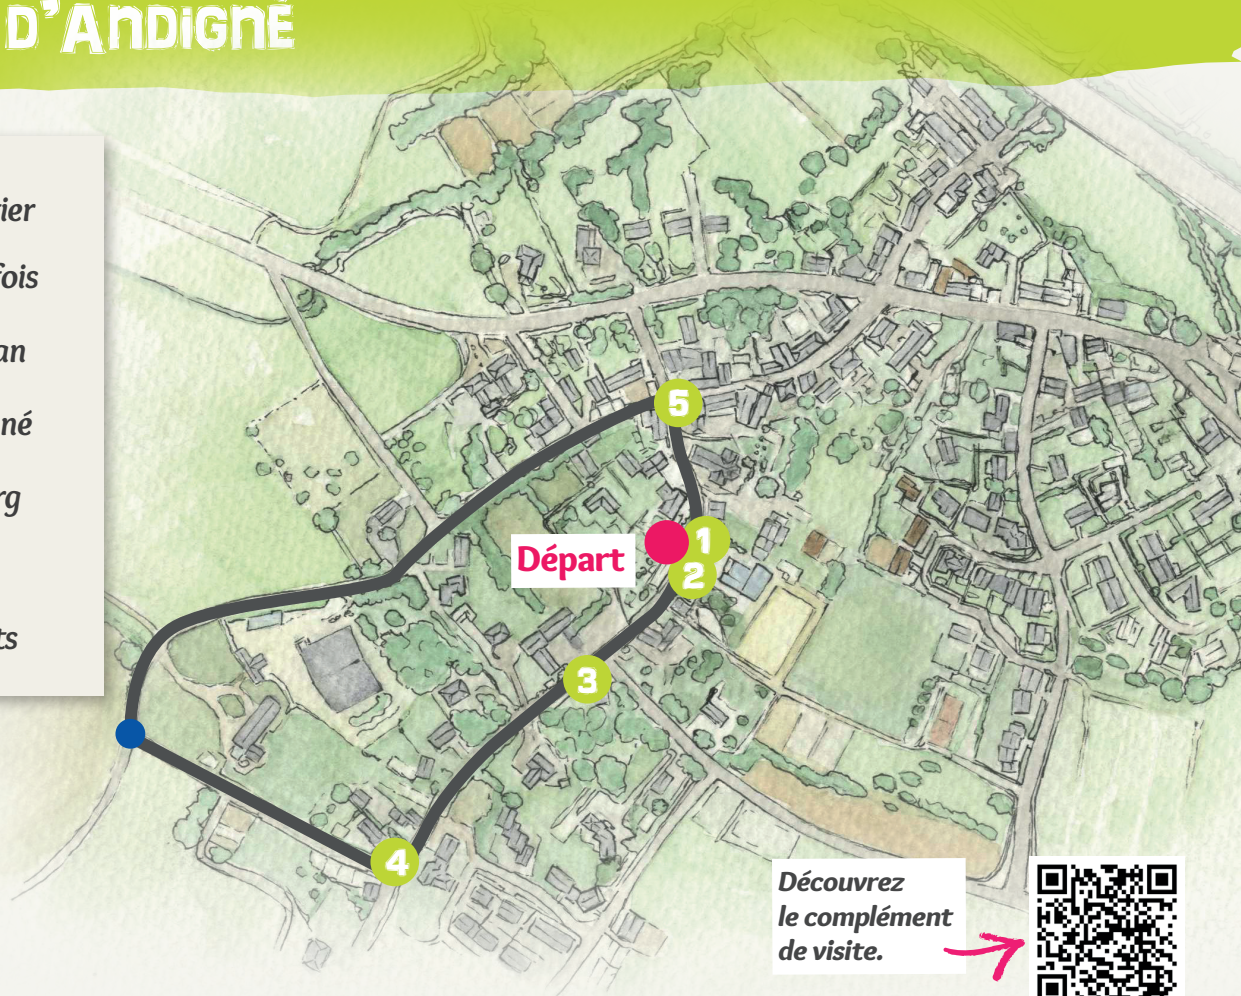 D'ANDIGNÉ
ier
fois
an
né
rg
ts
5
Départ
1
2
3
4
Découvrez
le complément
de visite.